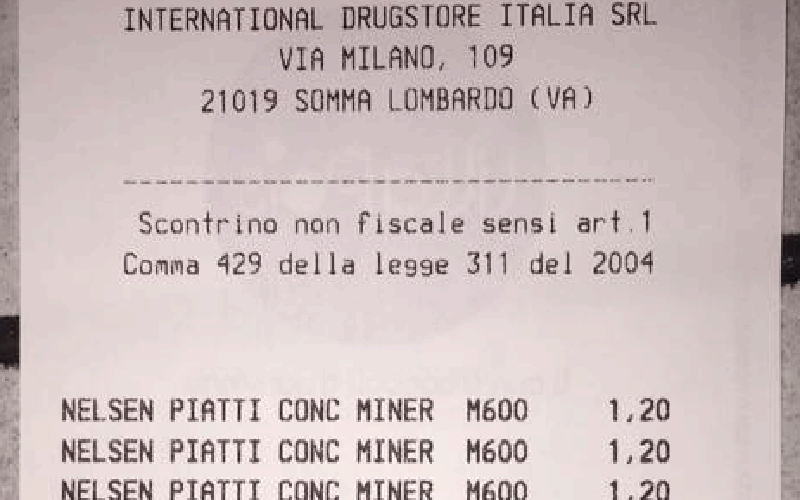 INTERNATIONAL DRUGSTORE ITALIA SRL
VIA MILANO, 109
21019 SOMMA LOMBARDO (VA)
Scontrino non fiscale sensi art.1
Comma 429 della legge 311 del 2004
NELSEN PIATTI CONC MINER M600 1,20
NELSEN PIATTI CONC MINER M600 1,20
NELSEN PIATTI CONC MINER M600 1,20